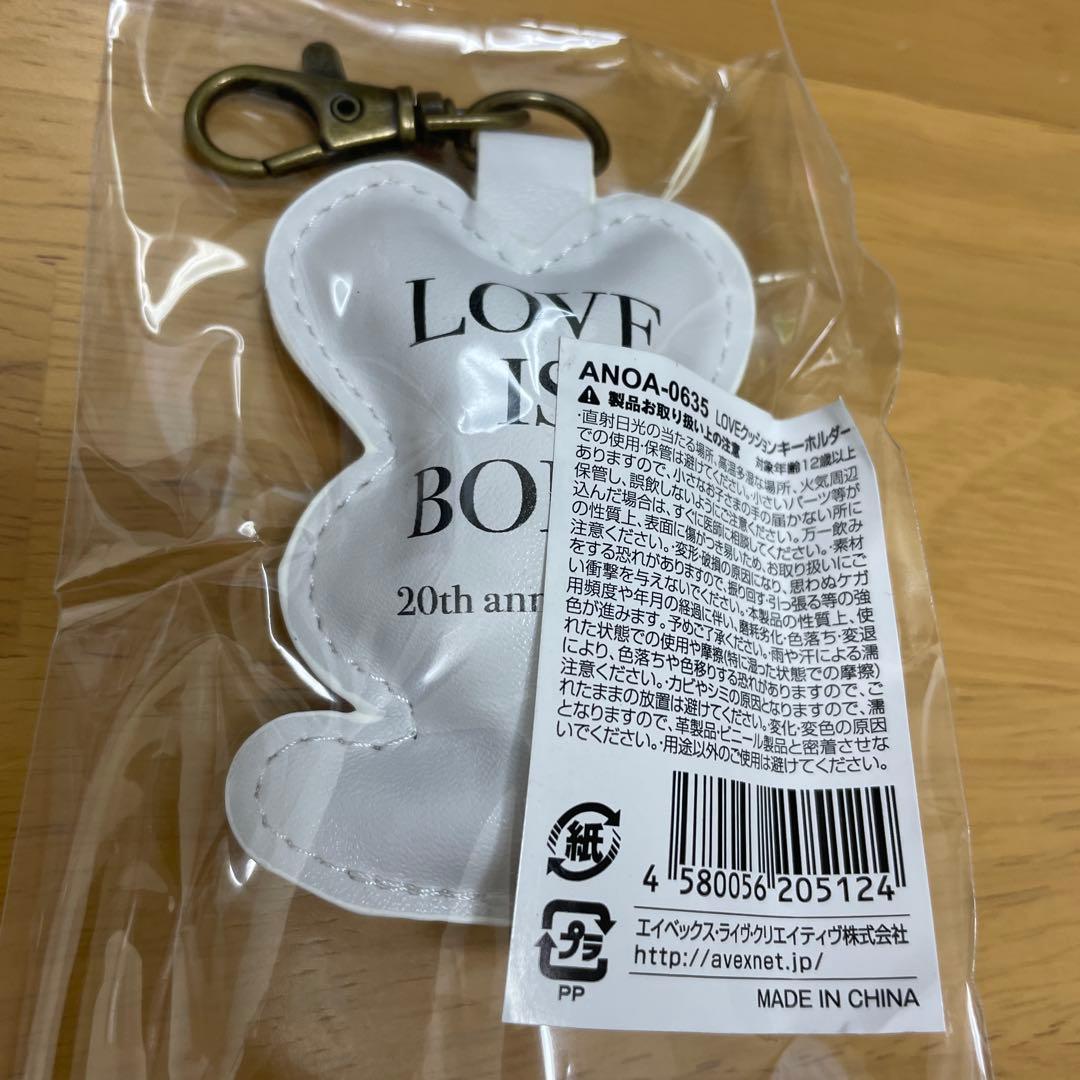 LOVE
IS
20th
ANOA-0635 LOVEクッションキーホルダー
製品お取り扱い上の注意 対象年齢12歳以上
・直射日光の当たる場所、高温多湿な場所、火気周辺
での使用・保管は避けてください。・小さいパーツ等が
ありますので、小さなお子さまの手の届かない所に
保管し、誤飲しないようにご注意ください。万一飲み
込んだ場合は、すぐに医師に相談してください。・素材
の性質上、表面に傷がつき易いため、お取り扱いにご
注意ください。・変形・破損の原因になり、思わぬケガ
をする恐れがありますので、振り回す・引っ張る等の強
い衝撃を与えないでください。・本製品の性質上、使
用頻度や年月の経過に伴い、磨耗劣化・色落ち・変退
色が進みます。予めご了承ください。・雨や汗による濡
れた状態での使用や摩擦(特に湿った状態での摩擦)
により、色落ちや色移りする恐れがありますので、ご
注意ください。・カビやシミの原因となりますので、濡
れたままの放置は避けてください。・変化・変色の原因
となりますので、革製品・ビニール製品と密着させな
いでください。・用途以外のご使用は避けてください。
紙
4 580056 205124
プラ
PP
エイベックス・ライヴ・クリエイティヴ株式会社
http://avexnet.jp/
MADE IN CHINA